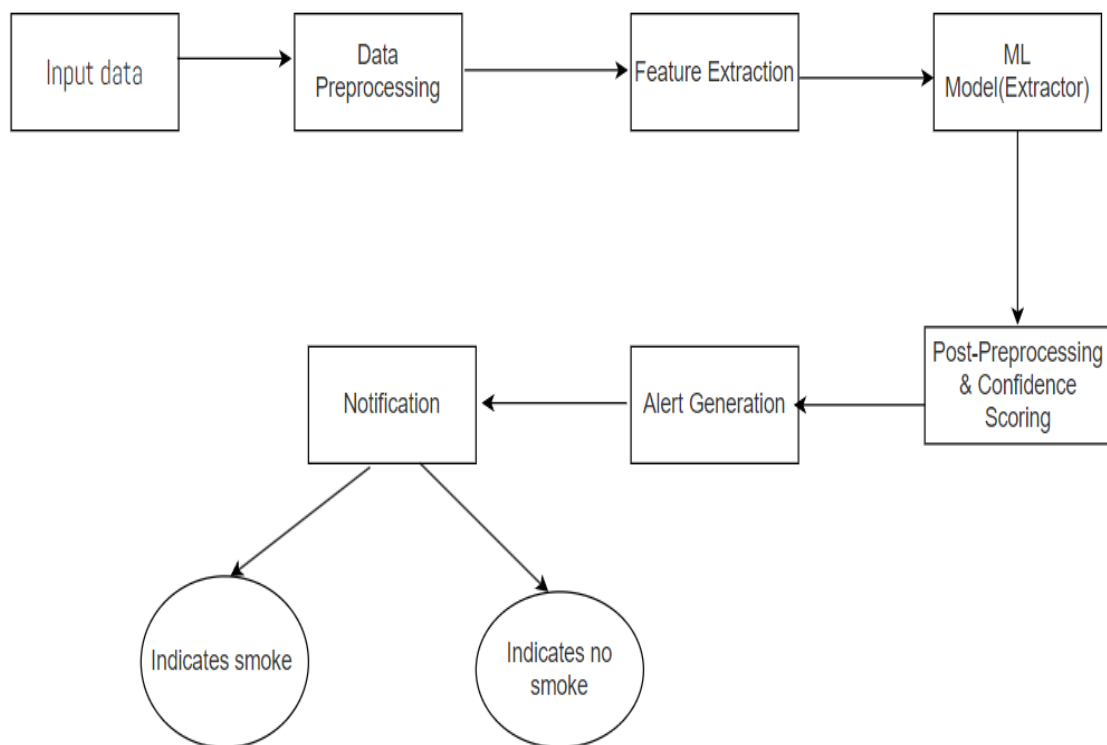 Input data
Data
Preprocessing
Feature Extraction
ML
Model(Extractor)
Post-Preprocessing
& Confidence
Scoring
Alert Generation
Notification
Indicates smoke
Indicates no
smoke